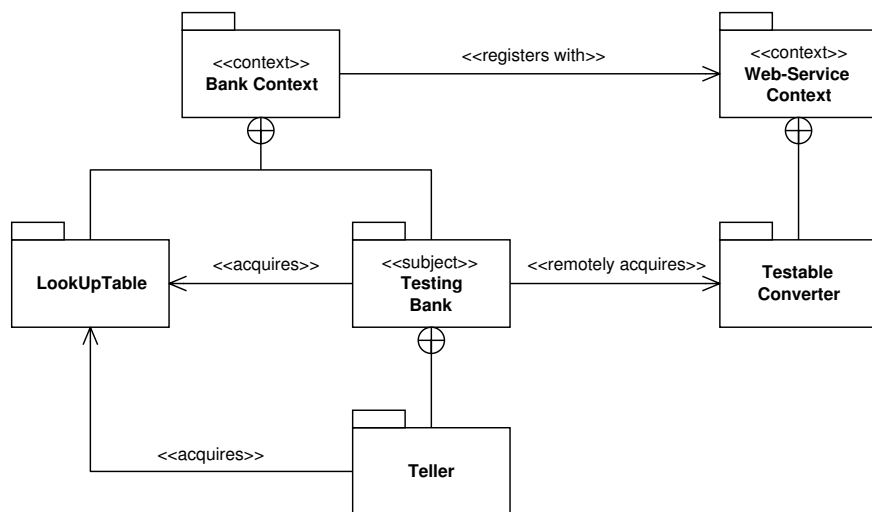 <<context>>
Bank Context
<<registers with>>
<<context>>
Web-Service
Context
LookUpTable
<<acquires>>
<<subject>>
Testing
Bank
<<remotely acquires>>
Testable
Converter
<<acquires>>
Teller